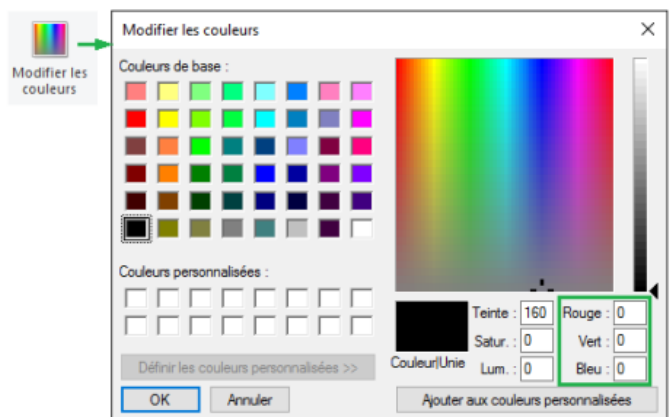 Modifier les
couleurs
Modifier les couleurs
Couleurs de base :
Couleurs personnalisées :
Définir les couleurs personnalisées >>
OK
Annuler
Couleur|Unie
Teinte : 160
Satur. : 0
Lum. : 0
Rouge : 0
Vert : 0
Bleu : 0
Ajouter aux couleurs personnalisées